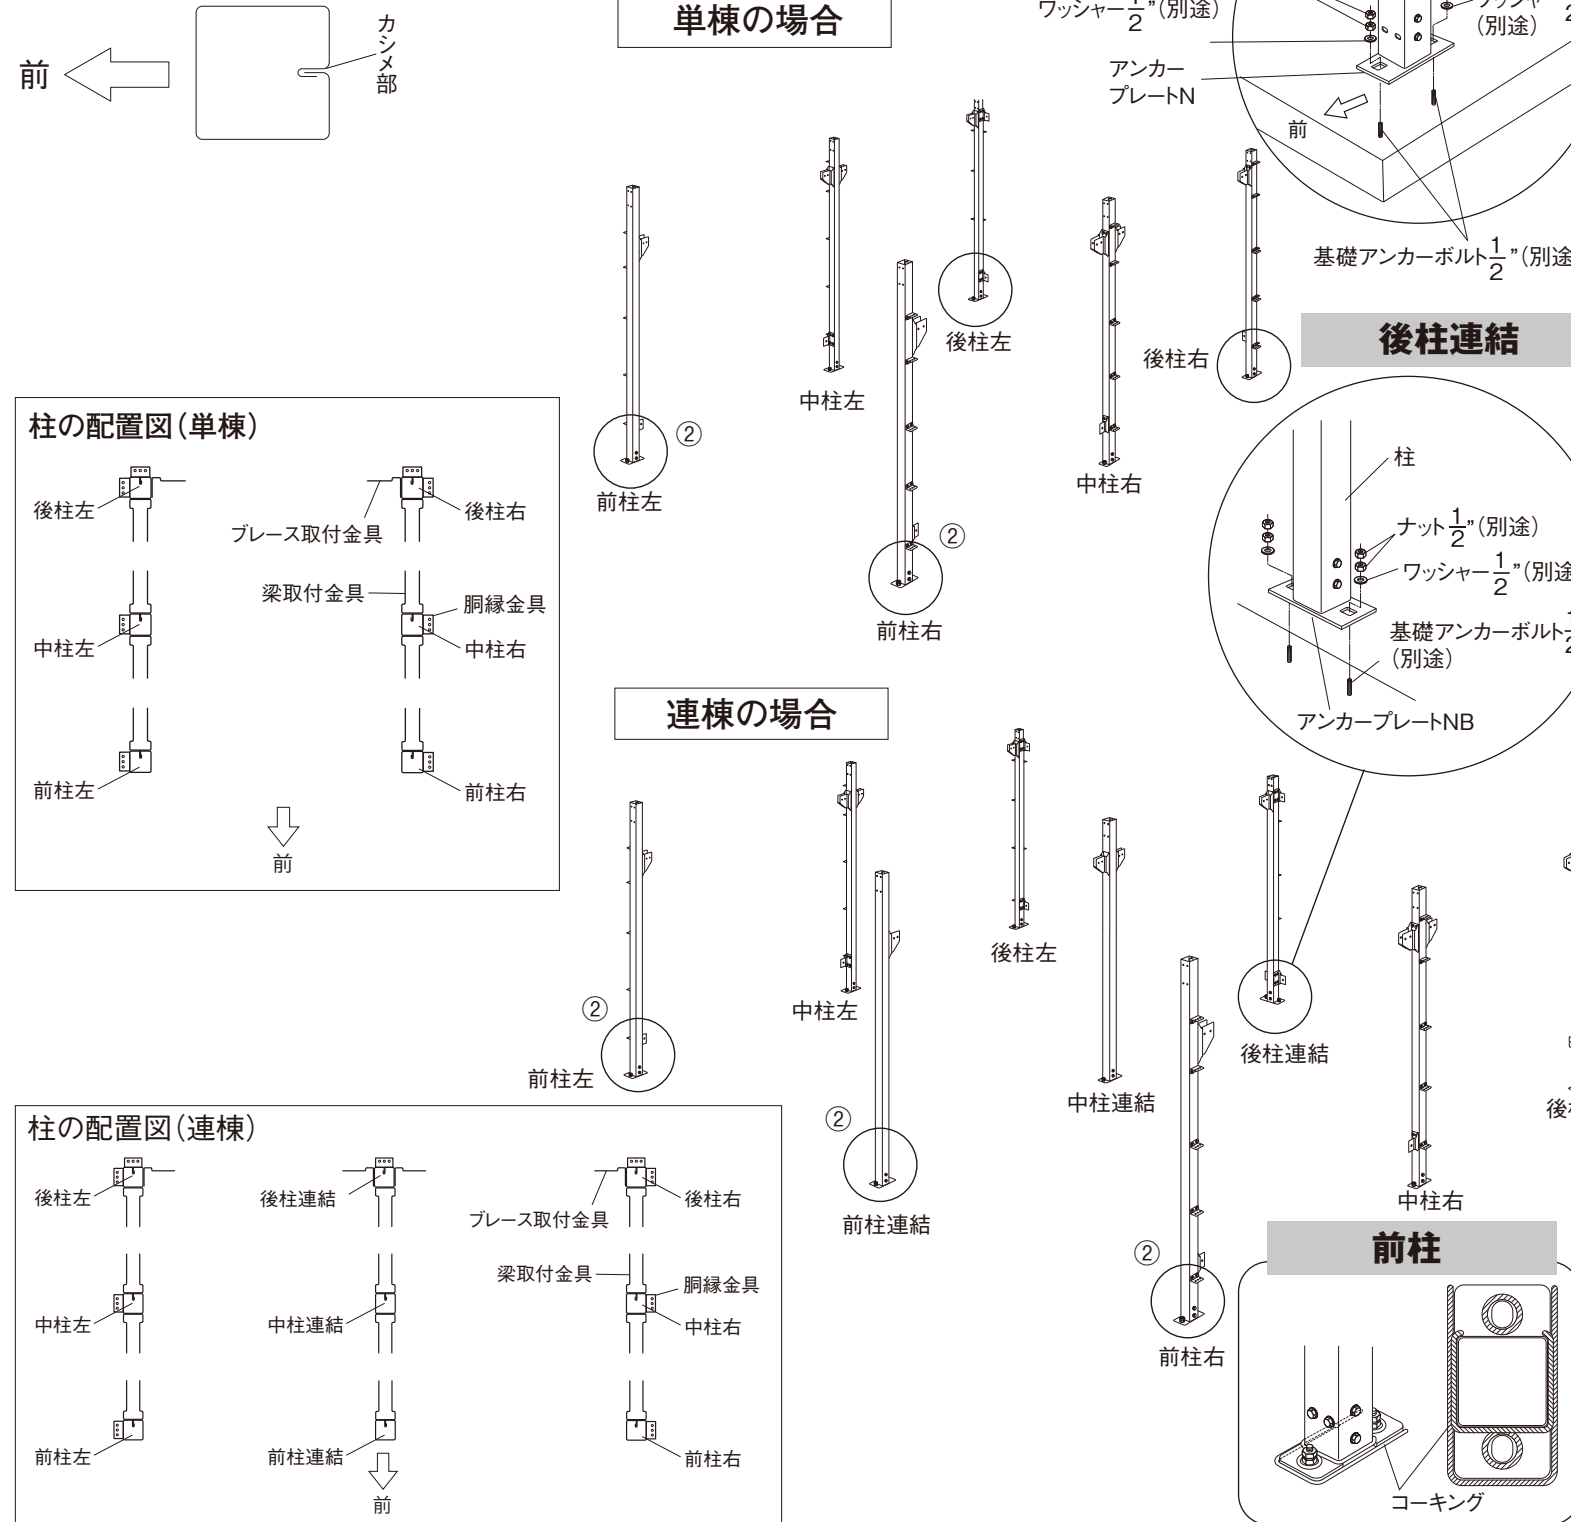 前
カシメ部
単棟の場合
ワッシャー1/2”(別途)
(別途)
アンカー
プレートN
前
基礎アンカーボルト1/2”(別途
後柱左
中柱左
前柱左
②
後柱右
中柱右
②
前柱右
柱の配置図(単棟)
後柱左
後柱右
ブレース取付金具
梁取付金具
胴縁金具
中柱左
中柱右
前柱左
前柱右
前
後柱連結
柱
ナット1/2”(別途)
ワッシャー1/2”(別途
基礎アンカーボルト
(別途)
アンカープレートNB
連棟の場合
後柱左
中柱左
②
前柱左
後柱連結
中柱連結
②
前柱連結
中柱右
②
前柱右
柱の配置図(連棟)
後柱左
後柱連結
後柱右
ブレース取付金具
梁取付金具
胴縁金具
中柱左
中柱連結
中柱右
前柱左
前柱連結
前柱右
前
前柱
コーキング